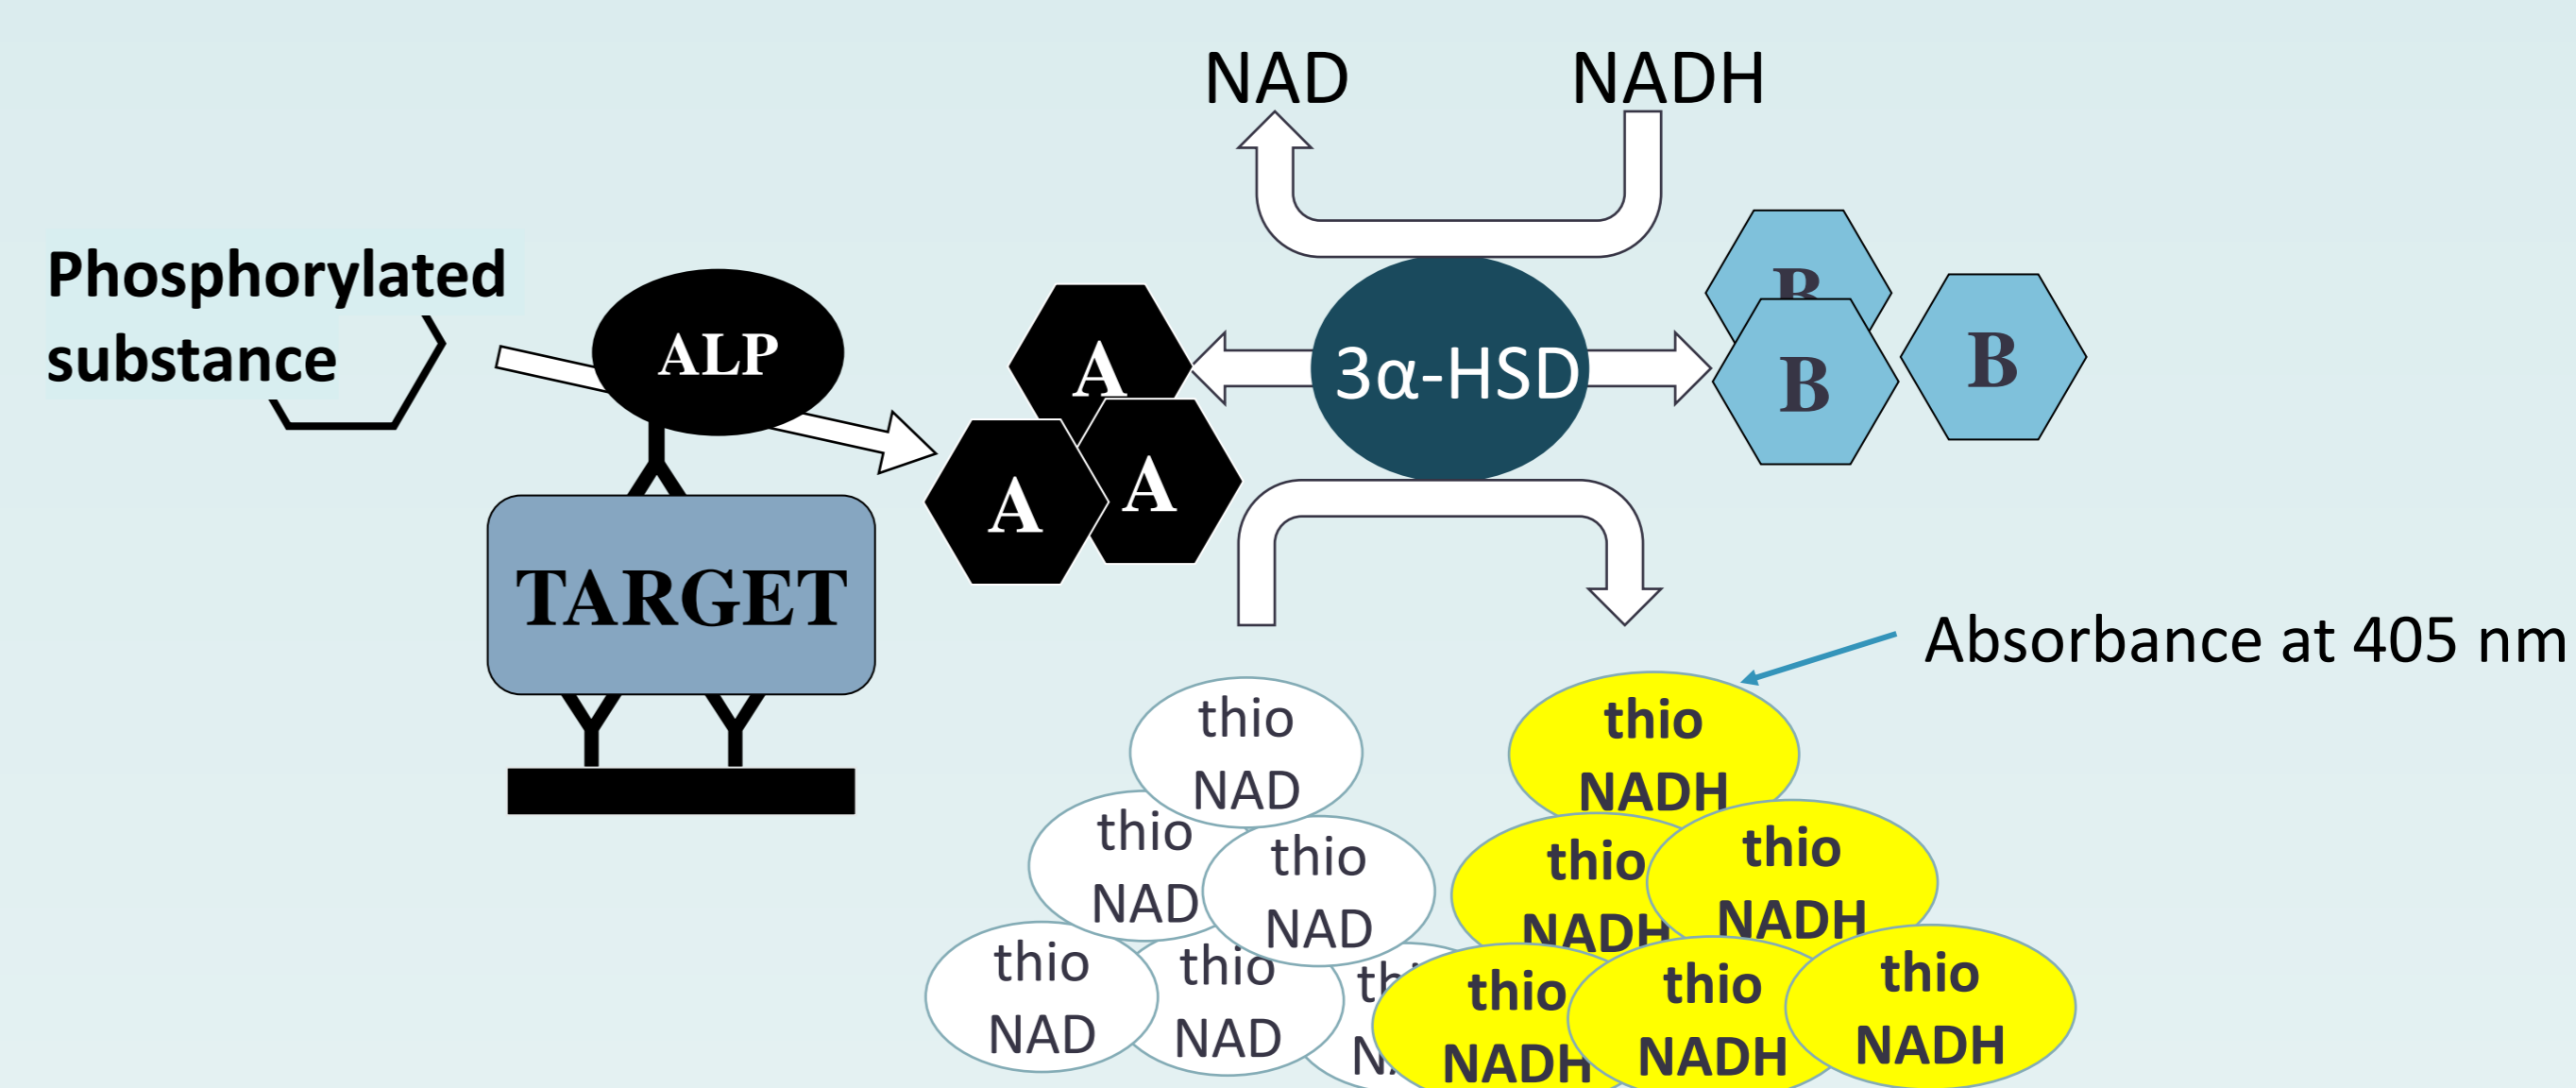 NAD
NADH
Phosphorylated
substance
ALP
A
A
A
3α-HSD
B
B
B
TARGET
Absorbance at 405 nm
thio
NAD
thio
NAD
thio
NAD
thio
NAD
thio
NAD
thio
NADH
thio
NADH
thio
NADH
thio
NADH
thio
NADH
thio
NADH